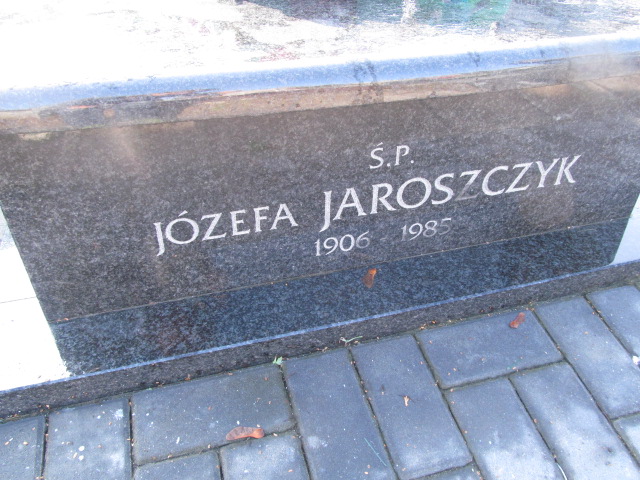 Ś.P.
JÓZEFA JAROSZCZYK
1906 - 1985